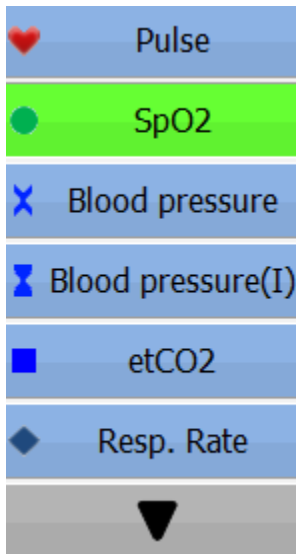 Pulse
SpO2
Blood pressure
Blood pressure(I)
etCO2
Resp. Rate